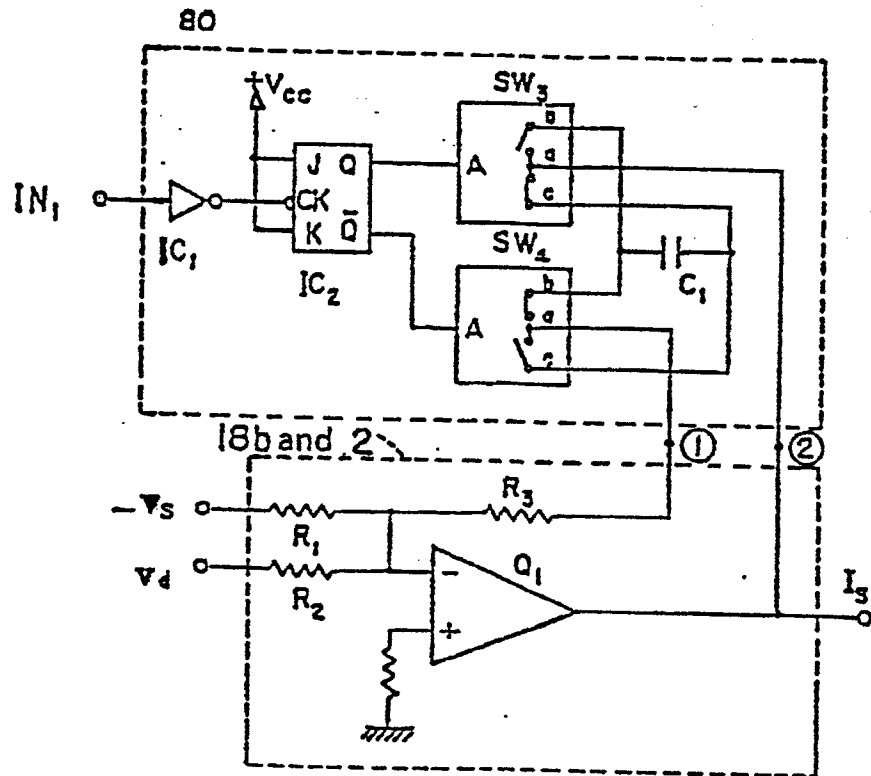 80
+Vcc
SW3
b
a
c
A
J Q
CK
K Q̅
IN1
IC1
IC2
SW4
b
a
c
A
C1
18b and 2
①
②
-Vs
R1
R3
Vd
R2
Q1
-
+
Is